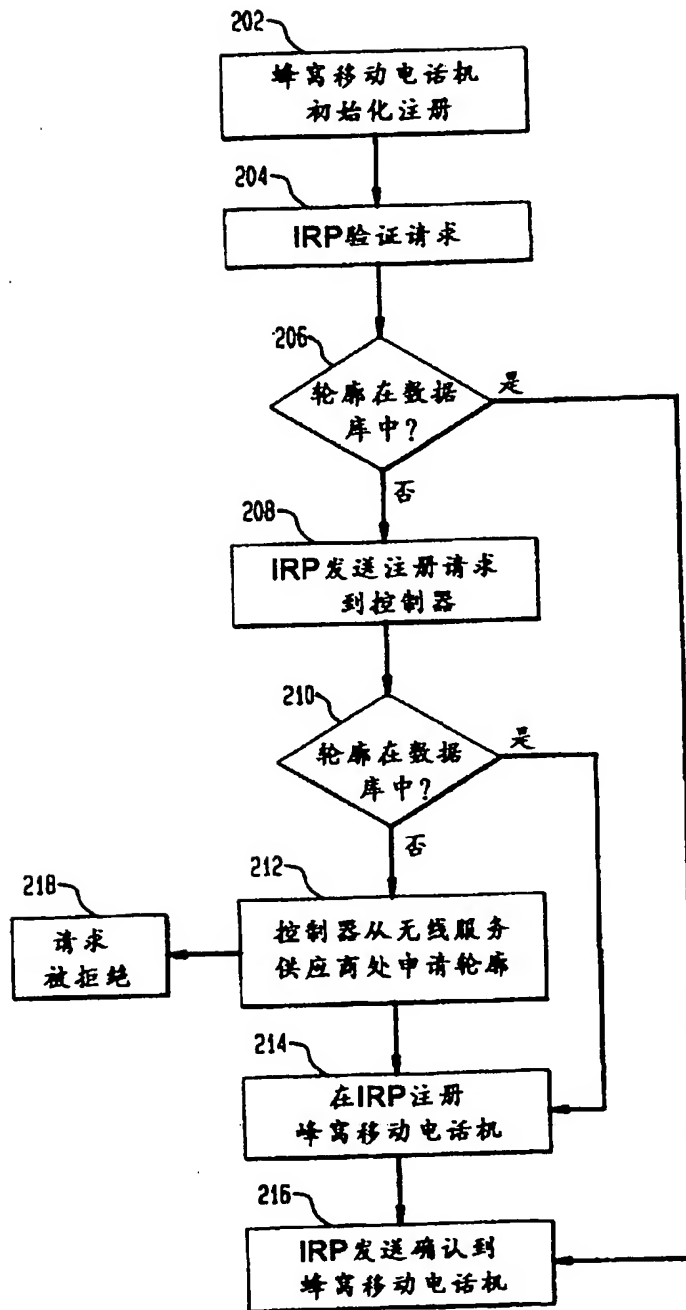 202
蜂窝移动电话机
初始化注册
204
IRP验证请求
206
轮廓在数据
库中?
是
否
208
IRP发送注册请求
到控制器
210
轮廓在数据
库中?
是
否
212
控制器从无线服务
供应商处申请轮廓
218
请求
被拒绝
214
在IRP注册
蜂窝移动电话机
216
IRP发送确认到
蜂窝移动电话机